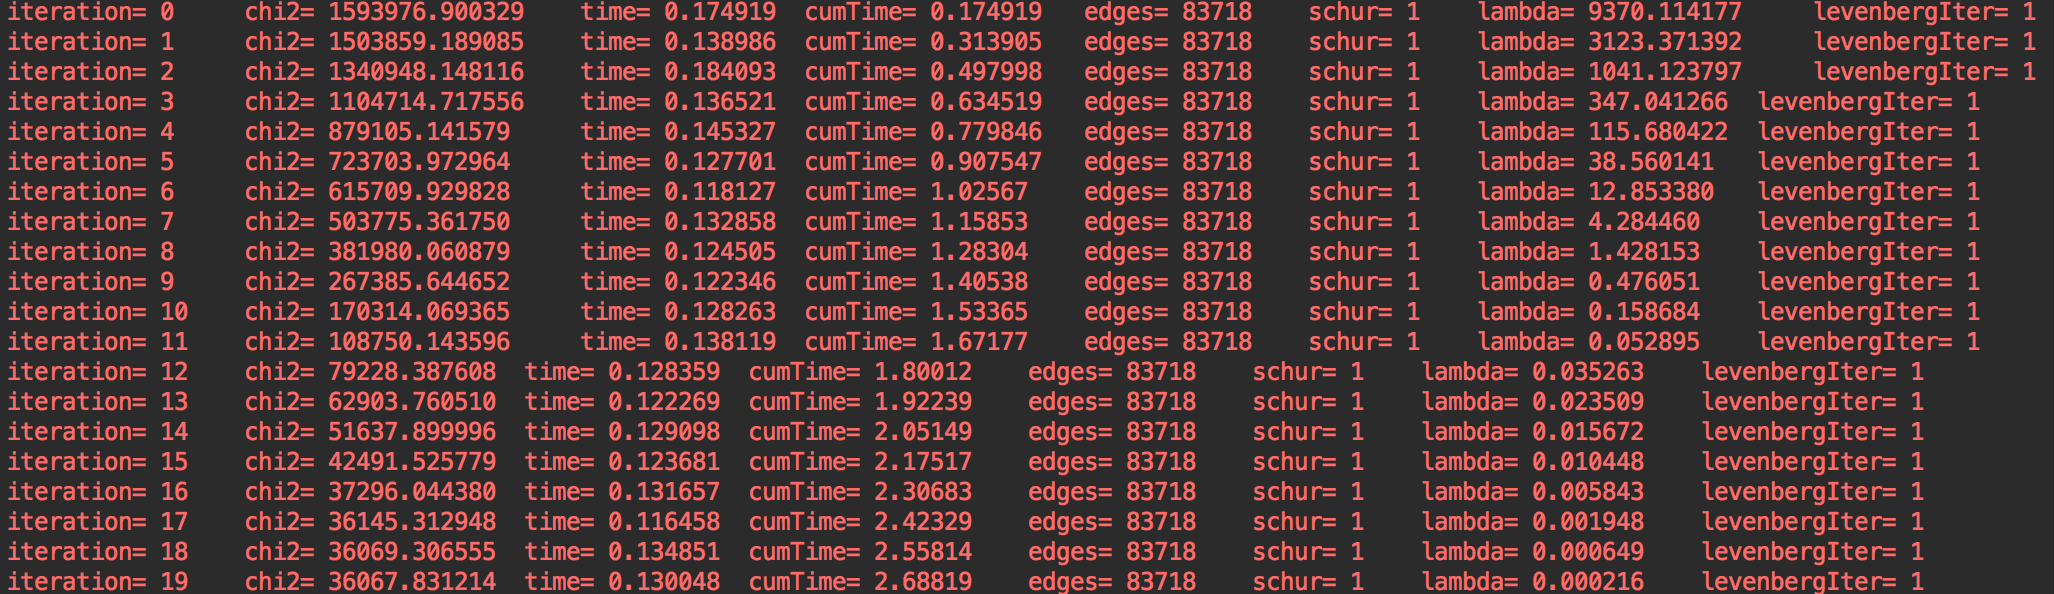 iteration= 0 chi2= 1593976.900329 time= 0.174919 cumTime= 0.174919 edges= 83718 schur= 1 lambda= 9370.114177 levenbergIter= 1
iteration= 1 chi2= 1503859.189085 time= 0.138986 cumTime= 0.313905 edges= 83718 schur= 1 lambda= 3123.371392 levenbergIter= 1
iteration= 2 chi2= 1340948.148116 time= 0.184093 cumTime= 0.497998 edges= 83718 schur= 1 lambda= 1041.123797 levenbergIter= 1
iteration= 3 chi2= 1104714.717556 time= 0.136521 cumTime= 0.634519 edges= 83718 schur= 1 lambda= 347.041266 levenbergIter= 1
iteration= 4 chi2= 879105.141579 time= 0.145327 cumTime= 0.779846 edges= 83718 schur= 1 lambda= 115.680422 levenbergIter= 1
iteration= 5 chi2= 723703.972964 time= 0.127701 cumTime= 0.907547 edges= 83718 schur= 1 lambda= 38.560141 levenbergIter= 1
iteration= 6 chi2= 615709.929828 time= 0.118127 cumTime= 1.02567 edges= 83718 schur= 1 lambda= 12.853380 levenbergIter= 1
iteration= 7 chi2= 503775.361750 time= 0.132858 cumTime= 1.15853 edges= 83718 schur= 1 lambda= 4.284460 levenbergIter= 1
iteration= 8 chi2= 381980.060879 time= 0.124505 cumTime= 1.28304 edges= 83718 schur= 1 lambda= 1.428153 levenbergIter= 1
iteration= 9 chi2= 267385.644652 time= 0.122346 cumTime= 1.40538 edges= 83718 schur= 1 lambda= 0.476051 levenbergIter= 1
iteration= 10 chi2= 170314.069365 time= 0.128263 cumTime= 1.53365 edges= 83718 schur= 1 lambda= 0.158684 levenbergIter= 1
iteration= 11 chi2= 108750.143596 time= 0.138119 cumTime= 1.67177 edges= 83718 schur= 1 lambda= 0.052895 levenbergIter= 1
iteration= 12 chi2= 79228.387608 time= 0.128359 cumTime= 1.80012 edges= 83718 schur= 1 lambda= 0.035263 levenbergIter= 1
iteration= 13 chi2= 62903.760510 time= 0.122269 cumTime= 1.92239 edges= 83718 schur= 1 lambda= 0.023509 levenbergIter= 1
iteration= 14 chi2= 51637.899996 time= 0.129098 cumTime= 2.05149 edges= 83718 schur= 1 lambda= 0.015672 levenbergIter= 1
iteration= 15 chi2= 42491.525779 time= 0.123681 cumTime= 2.17517 edges= 83718 schur= 1 lambda= 0.010448 levenbergIter= 1
iteration= 16 chi2= 37296.044380 time= 0.131657 cumTime= 2.30683 edges= 83718 schur= 1 lambda= 0.005843 levenbergIter= 1
iteration= 17 chi2= 36145.312948 time= 0.116458 cumTime= 2.42329 edges= 83718 schur= 1 lambda= 0.001948 levenbergIter= 1
iteration= 18 chi2= 36069.306555 time= 0.134851 cumTime= 2.55814 edges= 83718 schur= 1 lambda= 0.000649 levenbergIter= 1
iteration= 19 chi2= 36067.831214 time= 0.130048 cumTime= 2.68819 edges= 83718 schur= 1 lambda= 0.000216 levenbergIter= 1